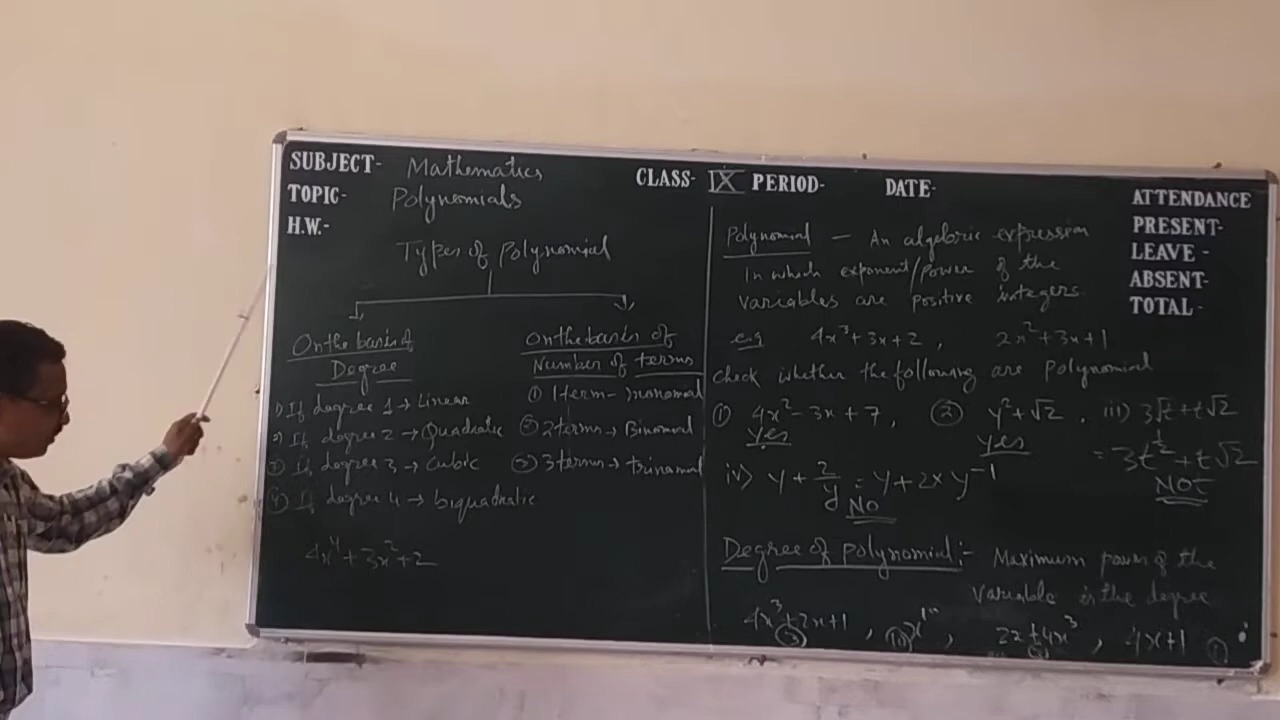 SUBJECT- Mathematics
CLASS- IX PERIOD- DATE-
TOPIC- Polynomials
H.W.-
ATTENDANCE
PRESENT-
LEAVE -
ABSENT-
TOTAL -
Types of Polynomial
On the basis of
Degree
1) If degree 1 → Linear
2) If degree 2 → Quadratic
3) If degree 3 → Cubic
4) If degree 4 → biquadratic
4x⁴ + 3x² + 2
On the basis of
Number of terms
① 1 term - monomial
② 2 terms → Binomial
③ 3 terms → trinomial
Polynomial — An algebric expression
In which exponent/power of the
variables are positive integers.
e.g 4x³ + 3x + 2 , 2x² + 3x + 1
Check whether the following are polynomial
① 4x² - 3x + 7 , ② y² + √2 . iii) 3√t + t√2
Yes Yes = 3t^½ + t√2
NOT
iv) y + 2/y = y + 2 x y⁻¹
NO
Degree of polynomial :- Maximum power of the
Variable is the degree
4x³ + 2x + 1 , x¹⁰ , , 4x + 1 ①
③ ⑩